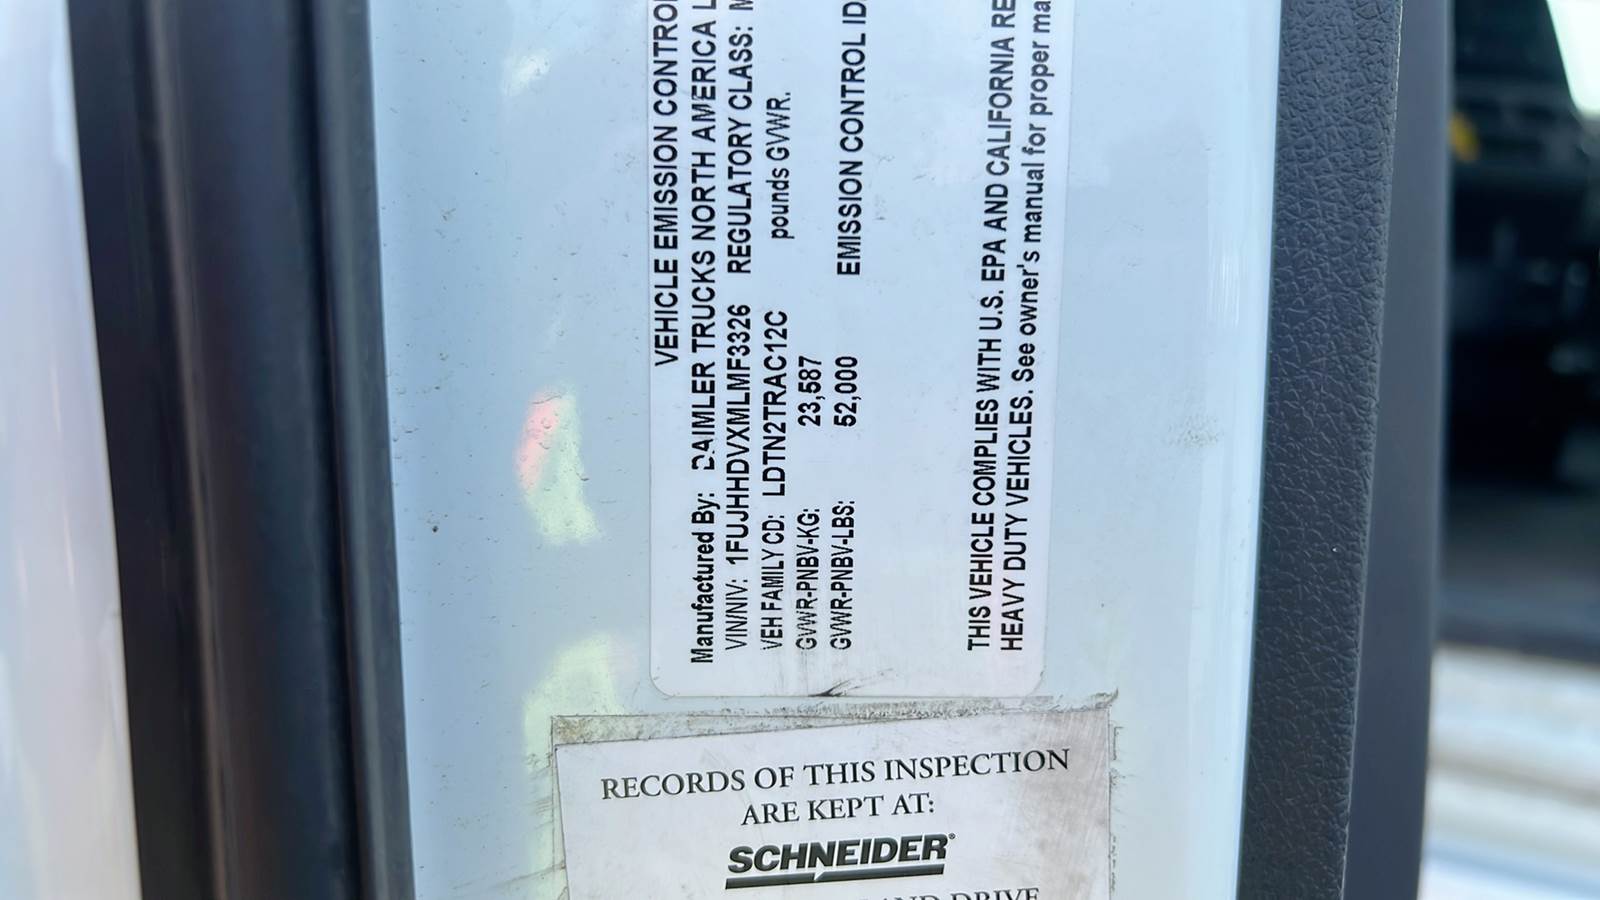 VEHICLE EMISSION CONTROL
Manufactured By: DAIMLER TRUCKS NORTH AMERICA L
VIN/NIV: 1FUJHHDVXMLMF3326 REGULATORY CLASS:
VEH FAMILY CD: LDTN2TRAC12C pounds GVWR.
GVWR-PNBV-KG: 23,587
GVWR-PNBV-LBS: 52,000 EMISSION CONTROL ID
THIS VEHICLE COMPLIES WITH U.S. EPA AND CALIFORNIA RE
HEAVY DUTY VEHICLES. See owner's manual for proper ma
RECORDS OF THIS INSPECTION
ARE KEPT AT:
SCHNEIDER®
AND DRIVE